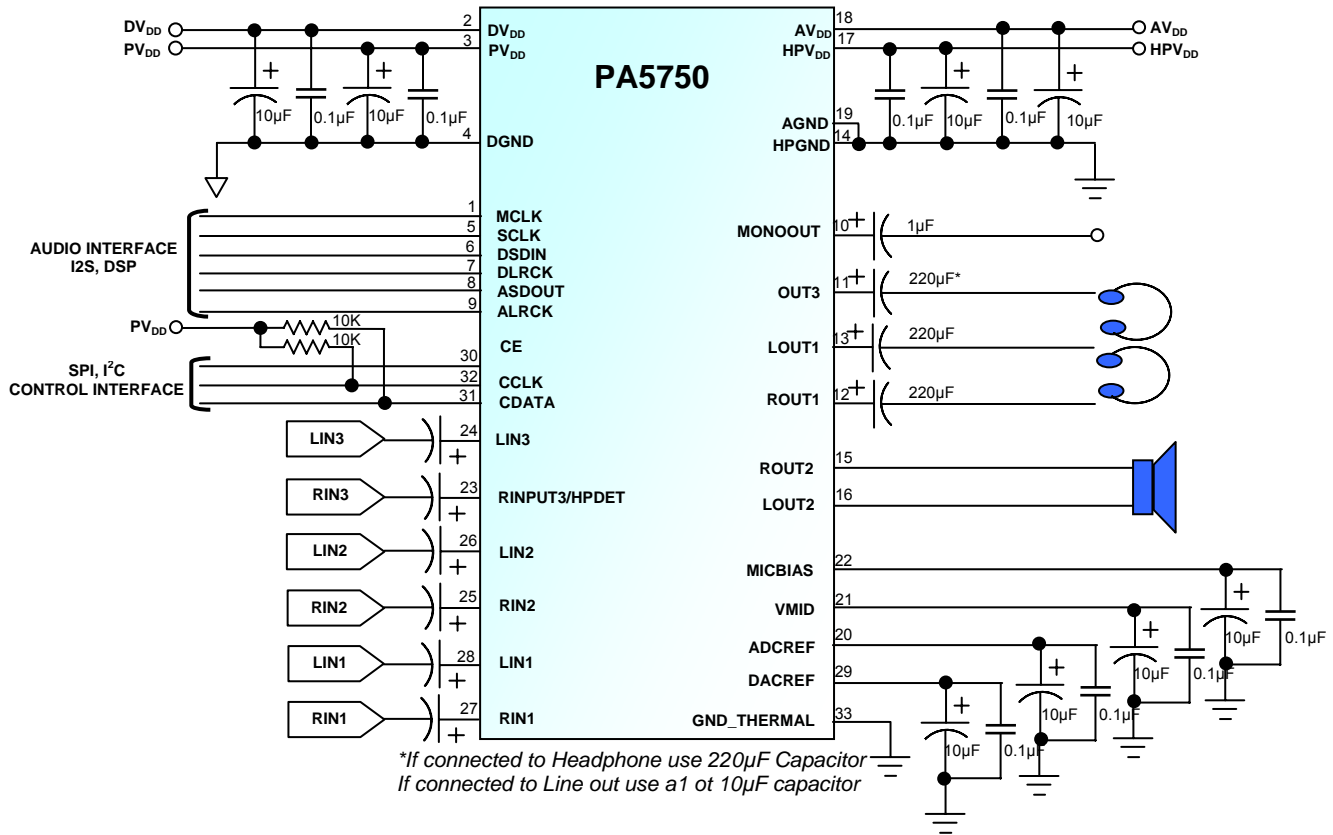 PA5750
DVDD
PVDD
2
3
DVDD
PVDD
+
10µF
0.1µF
+
10µF
0.1µF
4
DGND
18
17
AVDD
HPVDD
AVDD
HPVDD
0.1µF
+
10µF
0.1µF
+
10µF
AGND
19
HPGND
14
AUDIO INTERFACE
I2S, DSP
1
MCLK
5
SCLK
6
DSDIN
7
DLRCK
8
ASDOUT
9
ALRCK
PVDD
10K
10K
SPI, I²C
CONTROL INTERFACE
30
CE
32
CCLK
31
CDATA
LIN3
+
24
LIN3
RIN3
+
23
RINPUT3/HPDET
LIN2
+
26
LIN2
RIN2
+
25
RIN2
LIN1
+
28
LIN1
RIN1
+
27
RIN1
MONOOUT
10
+
1µF
OUT3
11
+
220µF*
LOUT1
13
+
220µF
ROUT1
12
+
220µF
ROUT2
15
LOUT2
16
MICBIAS
22
+
10µF
0.1µF
VMID
21
+
10µF
0.1µF
ADCREF
20
+
10µF
0.1µF
DACREF
29
+
10µF
0.1µF
GND_THERMAL
33
*If connected to Headphone use 220µF Capacitor
If connected to Line out use a1 ot 10µF capacitor